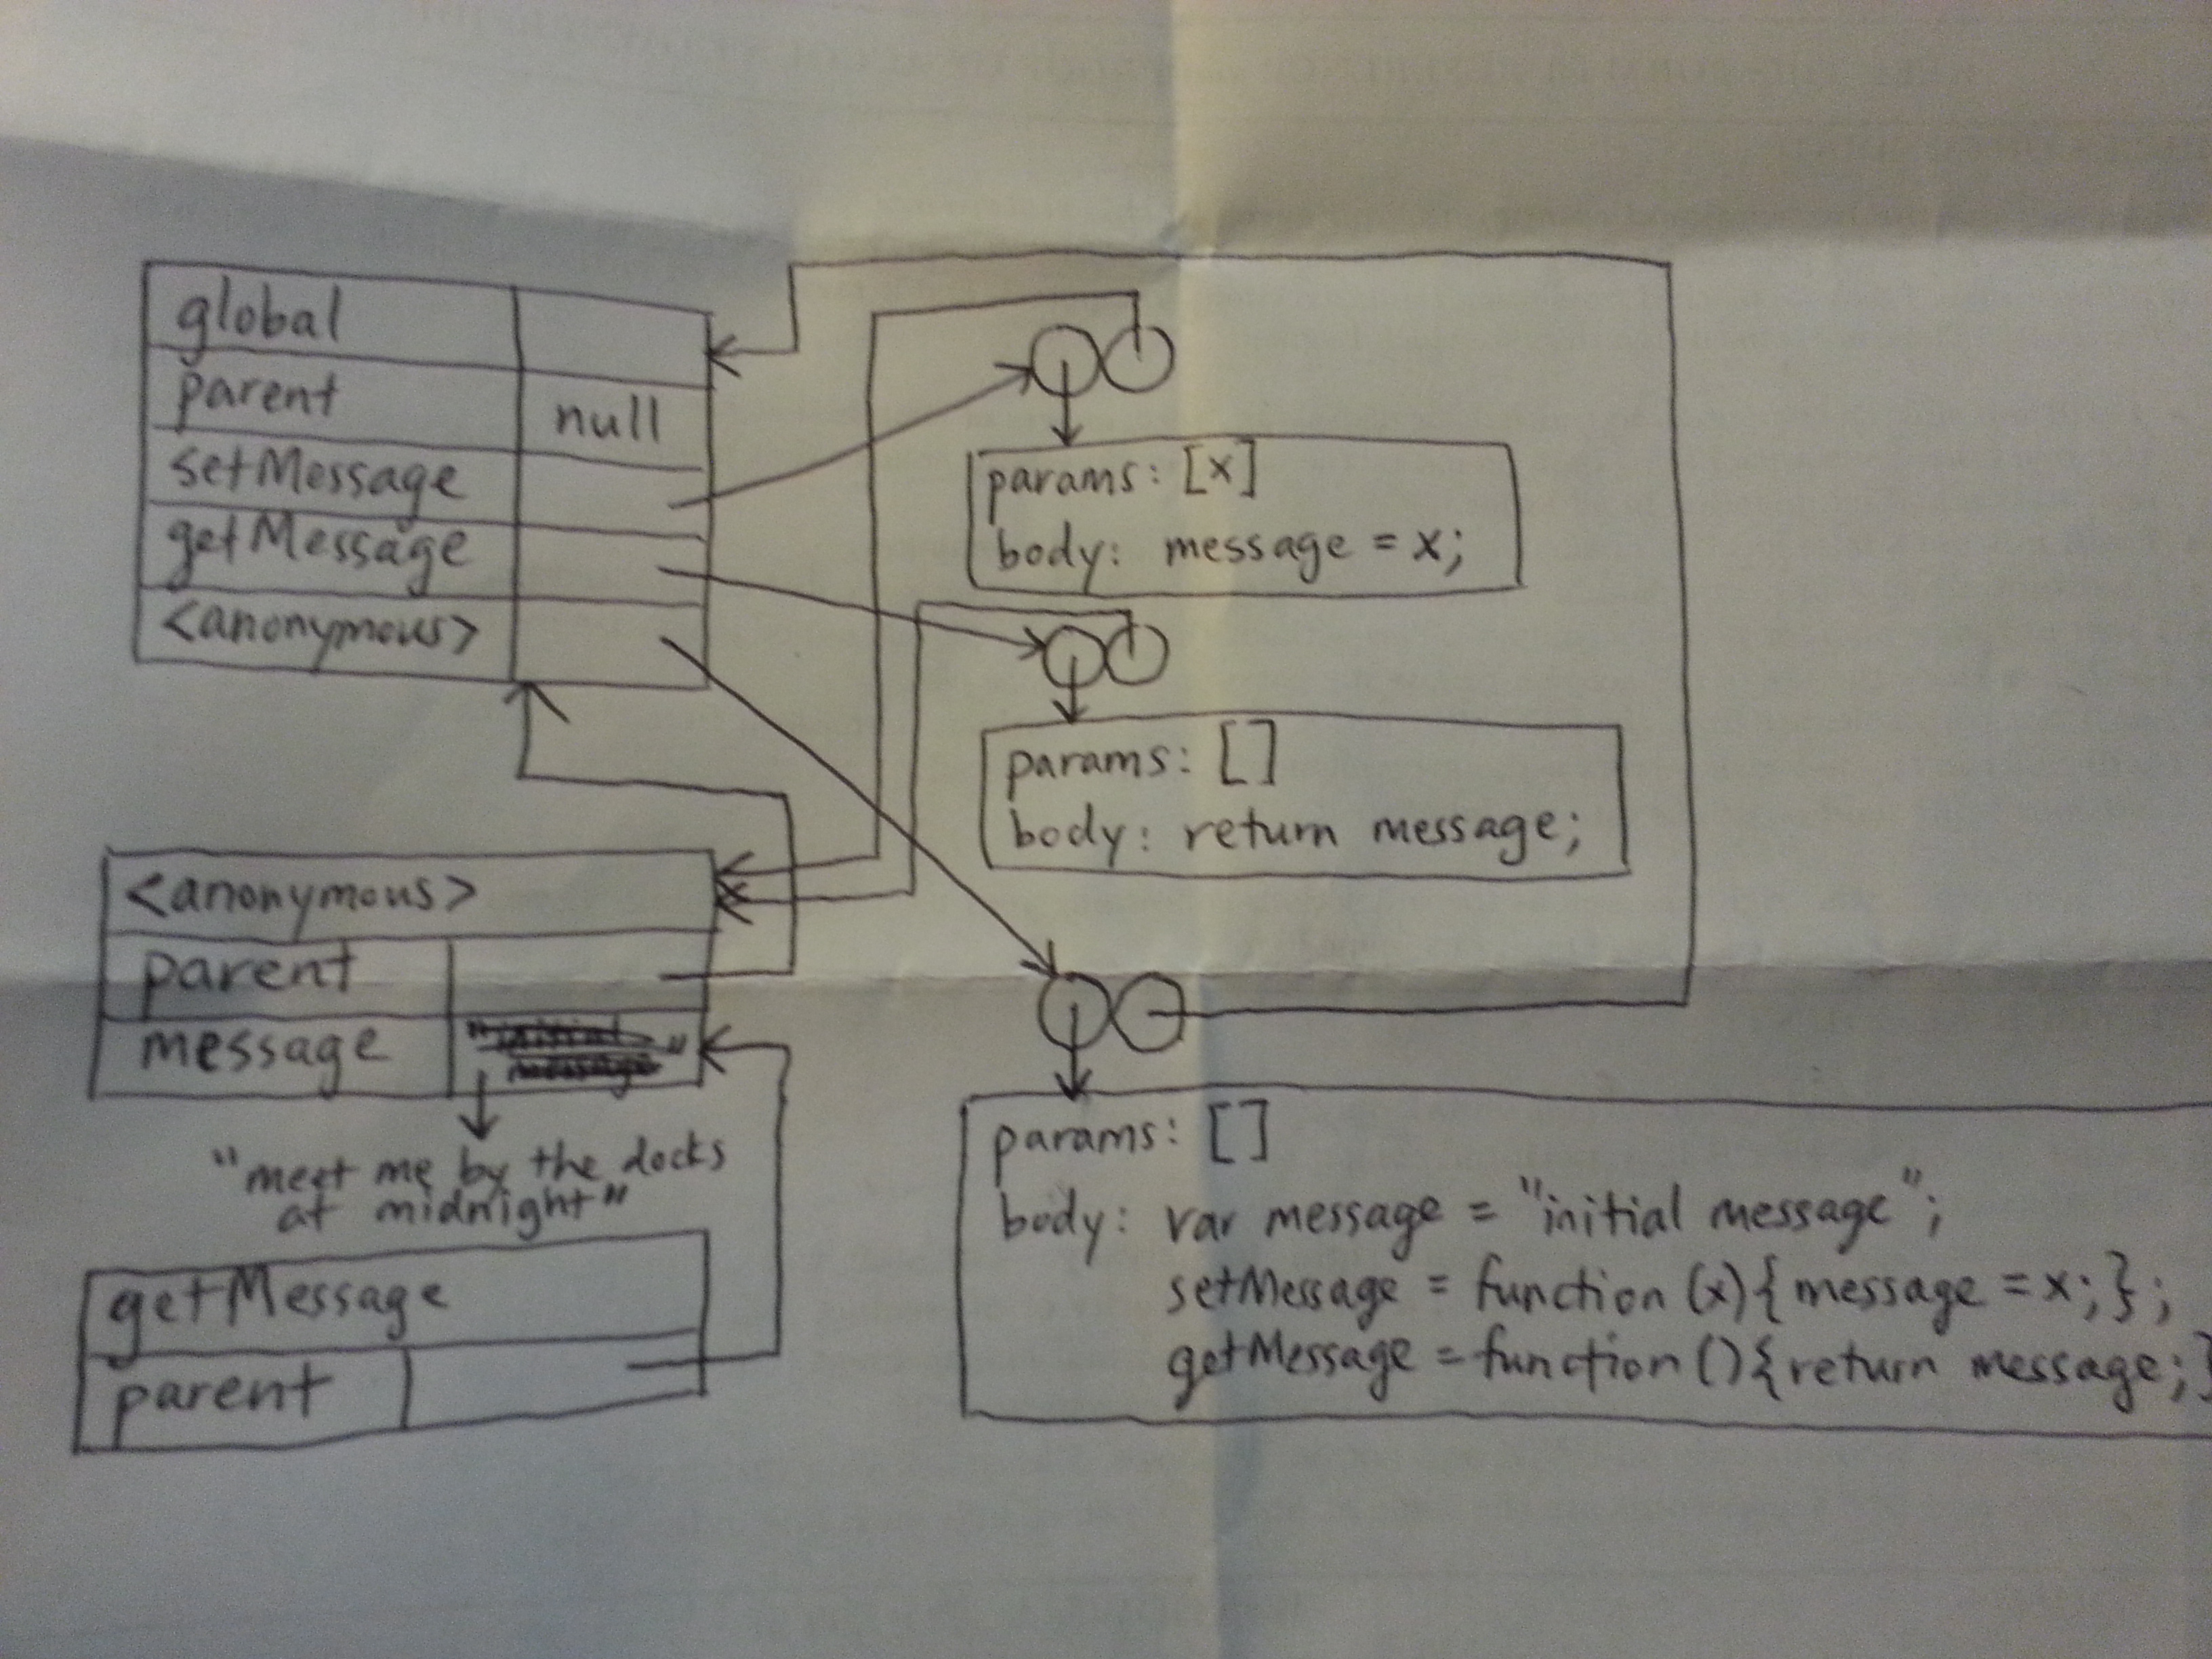 global
parent null
setMessage
getMessage
<anonymous>
params: [x]
body: message = x;
params: []
body: return message;
<anonymous>
parent
message "initial
message"
"meet me by the docks
at midnight"
getMessage
parent
params: []
body: var message = "initial message";
setMessage = function (x){message = x;};
getMessage = function (){return message;}